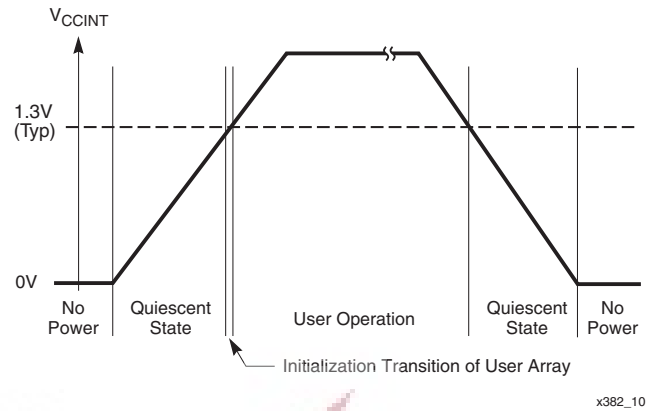 VCCINT
1.3V
(Typ)
0V
No
Power
Quiescent
State
User Operation
Quiescent
State
No
Power
Initialization Transition of User Array
x382_10